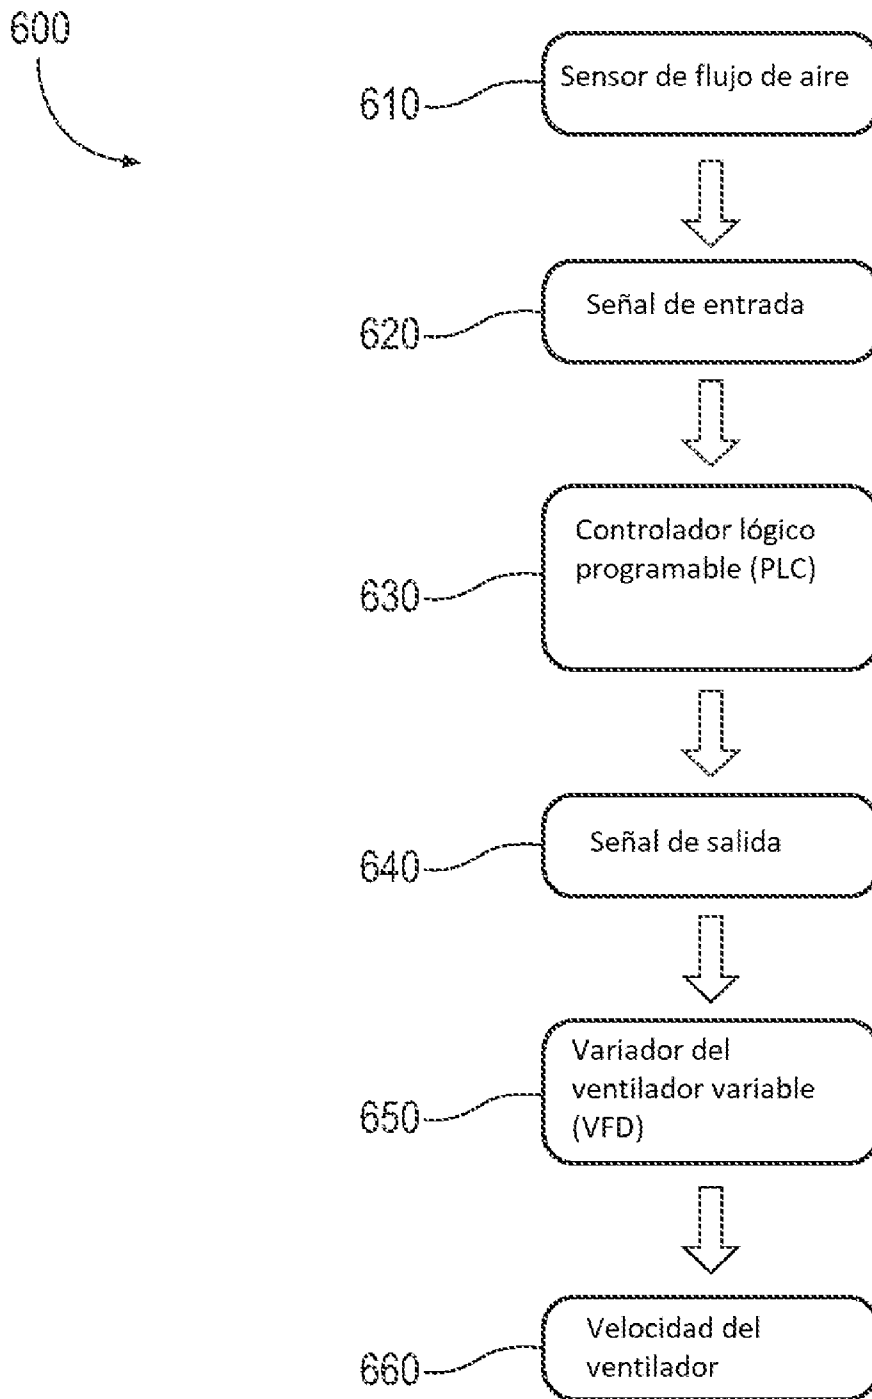 600
610
Sensor de flujo de aire
620
Señal de entrada
630
Controlador lógico
programable (PLC)
640
Señal de salida
650
Variador del
ventilador variable
(VFD)
660
Velocidad del
ventilador